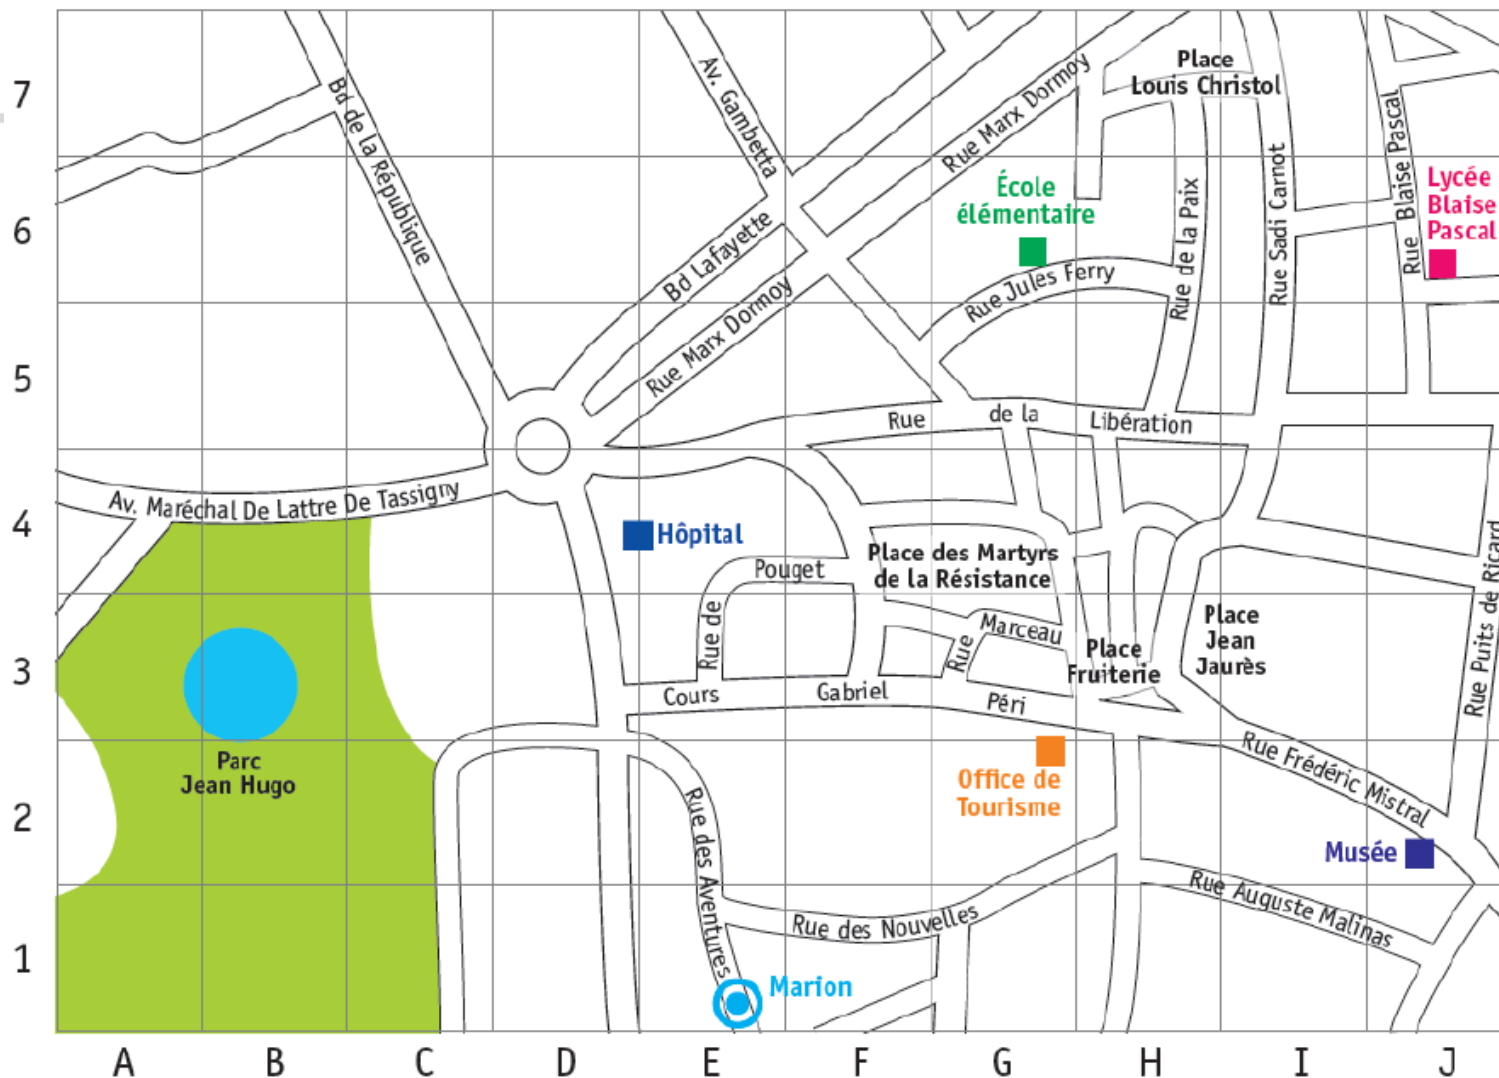 7
6
5
4
3
2
1
A B C D E F G H I J
Bd de la République
Av. Gambetta
Bd Lafayette
Rue Marx Dormoy
Rue Marx Dormoy
Place
Louis Christol
École
élémentaire
Rue Jules Ferry
Rue de la Paix
Rue Sadi Carnot
Rue Blaise Pascal
Lycée
Blaise
Pascal
Rue de la Libération
Av. Maréchal De Lattre De Tassigny
Hôpital
Rue de Pouget
Place des Martyrs
de la Résistance
Rue Marceau
Place
Fruiterie
Place
Jean
Jaurès
Rue Puits de Ricard
Cours Gabriel Péri
Parc
Jean Hugo
Office de
Tourisme
Rue Frédéric Mistral
Musée
Rue des Aventures
Rue des Nouvelles
Rue Auguste Malinas
Marion